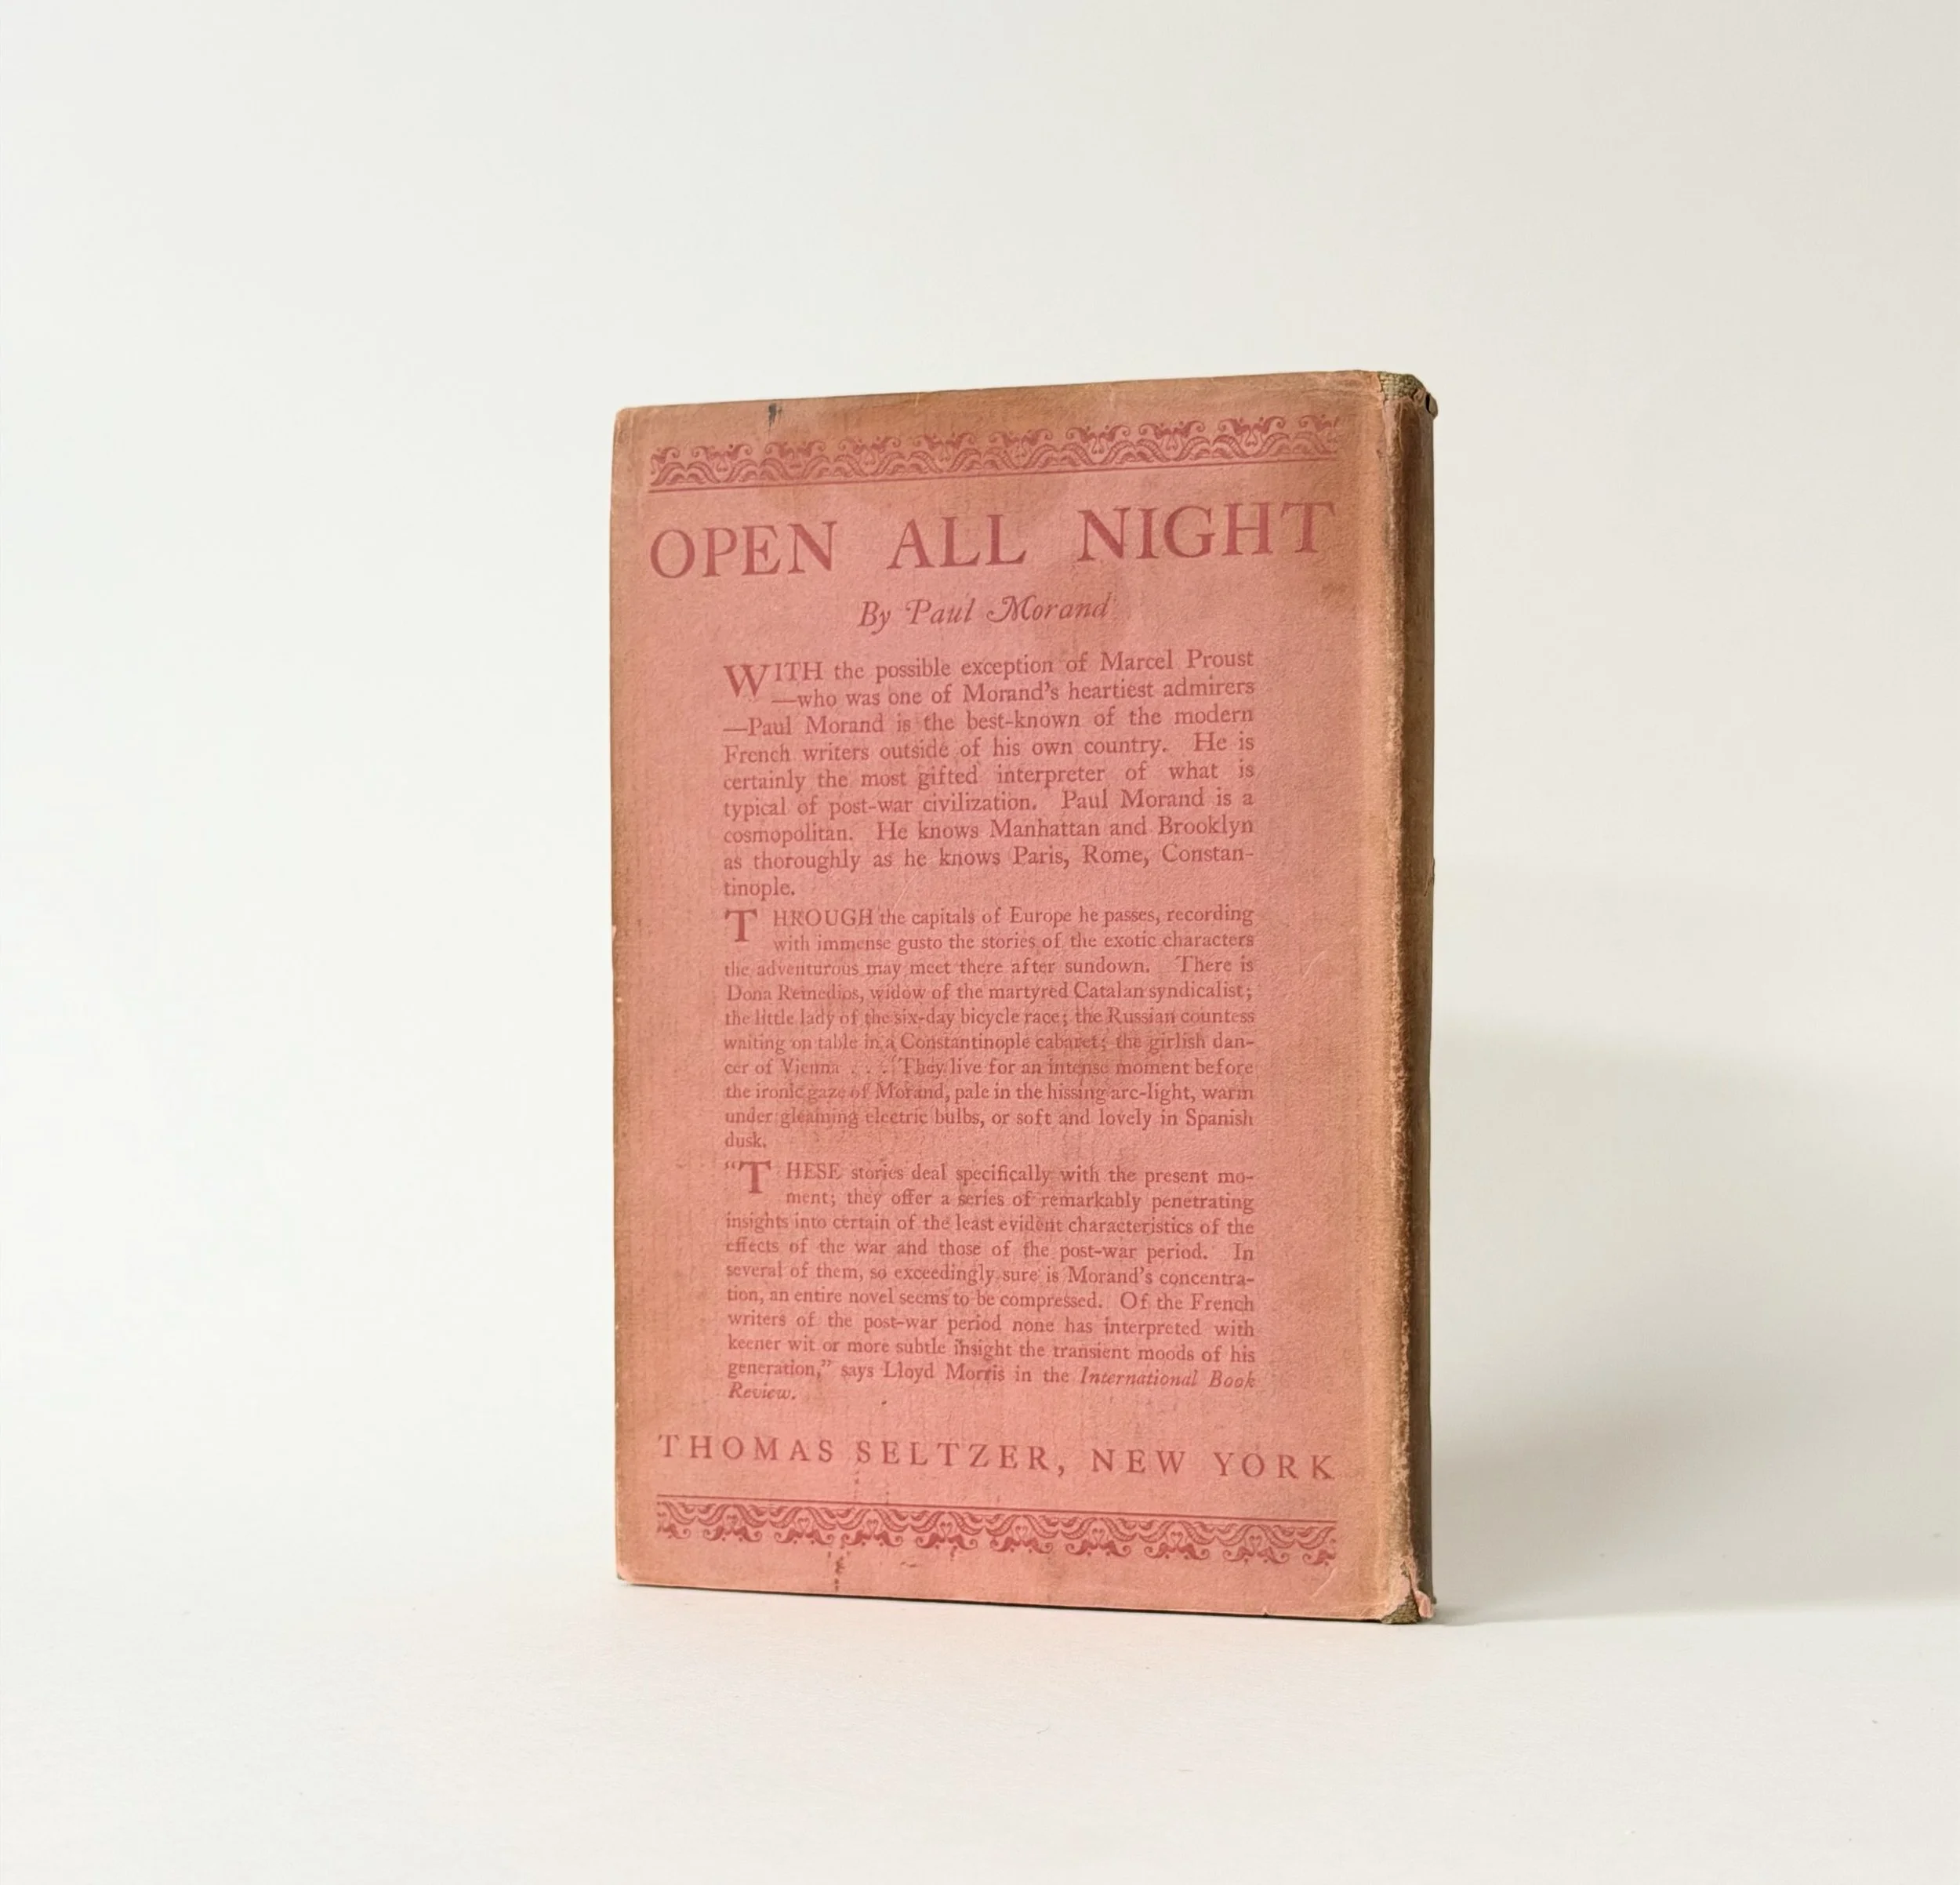 OPEN ALL NIGHT
By Paul Morand
WITH the possible exception of Marcel Proust
—who was one of Morand's heartiest admirers
—Paul Morand is the best-known of the modern
French writers outside of his own country. He is
certainly the most gifted interpreter of what is
typical of post-war civilization. Paul Morand is a
cosmopolitan. He knows Manhattan and Brooklyn
as thoroughly as he knows Paris, Rome, Constan-
tinople.
THROUGH the capitals of Europe he passes, recording
with immense gusto the stories of the exotic characters
the adventurous may meet there after sundown. There is
Dona Remedios, widow of the martyred Catalan syndicalist;
the little lady of the six-day bicycle race; the Russian countess
waiting on table in a Constantinople cabaret; the girlish dan-
cer of Vienna . . . . They live for an intense moment before
the ironic gaze of Morand, pale in the hissing arc-light, warm
under gleaming electric bulbs, or soft and lovely in Spanish
dusk.
"THESE stories deal specifically with the present mo-
ment; they offer a series of remarkably penetrating
insights into certain of the least evident characteristics of the
effects of the war and those of the post-war period. In
several of them, so exceedingly sure is Morand's concentra-
tion, an entire novel seems to be compressed. Of the French
writers of the post-war period none has interpreted with
keener wit or more subtle insight the transient moods of his
generation," says Lloyd Morris in the International Book
Review.
THOMAS SELTZER, NEW YORK